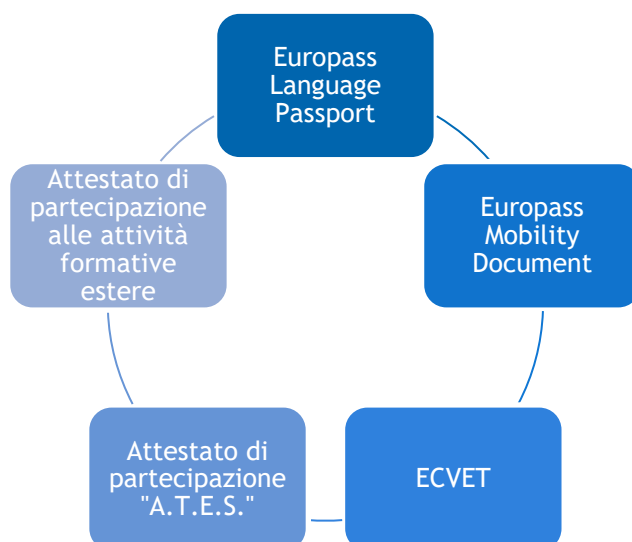 Europass
Language
Passport
Europass
Mobility
Document
ECVET
Attestato di
partecipazione
"A.T.E.S."
Attestato di
partecipazione
alle attività
formative
estere